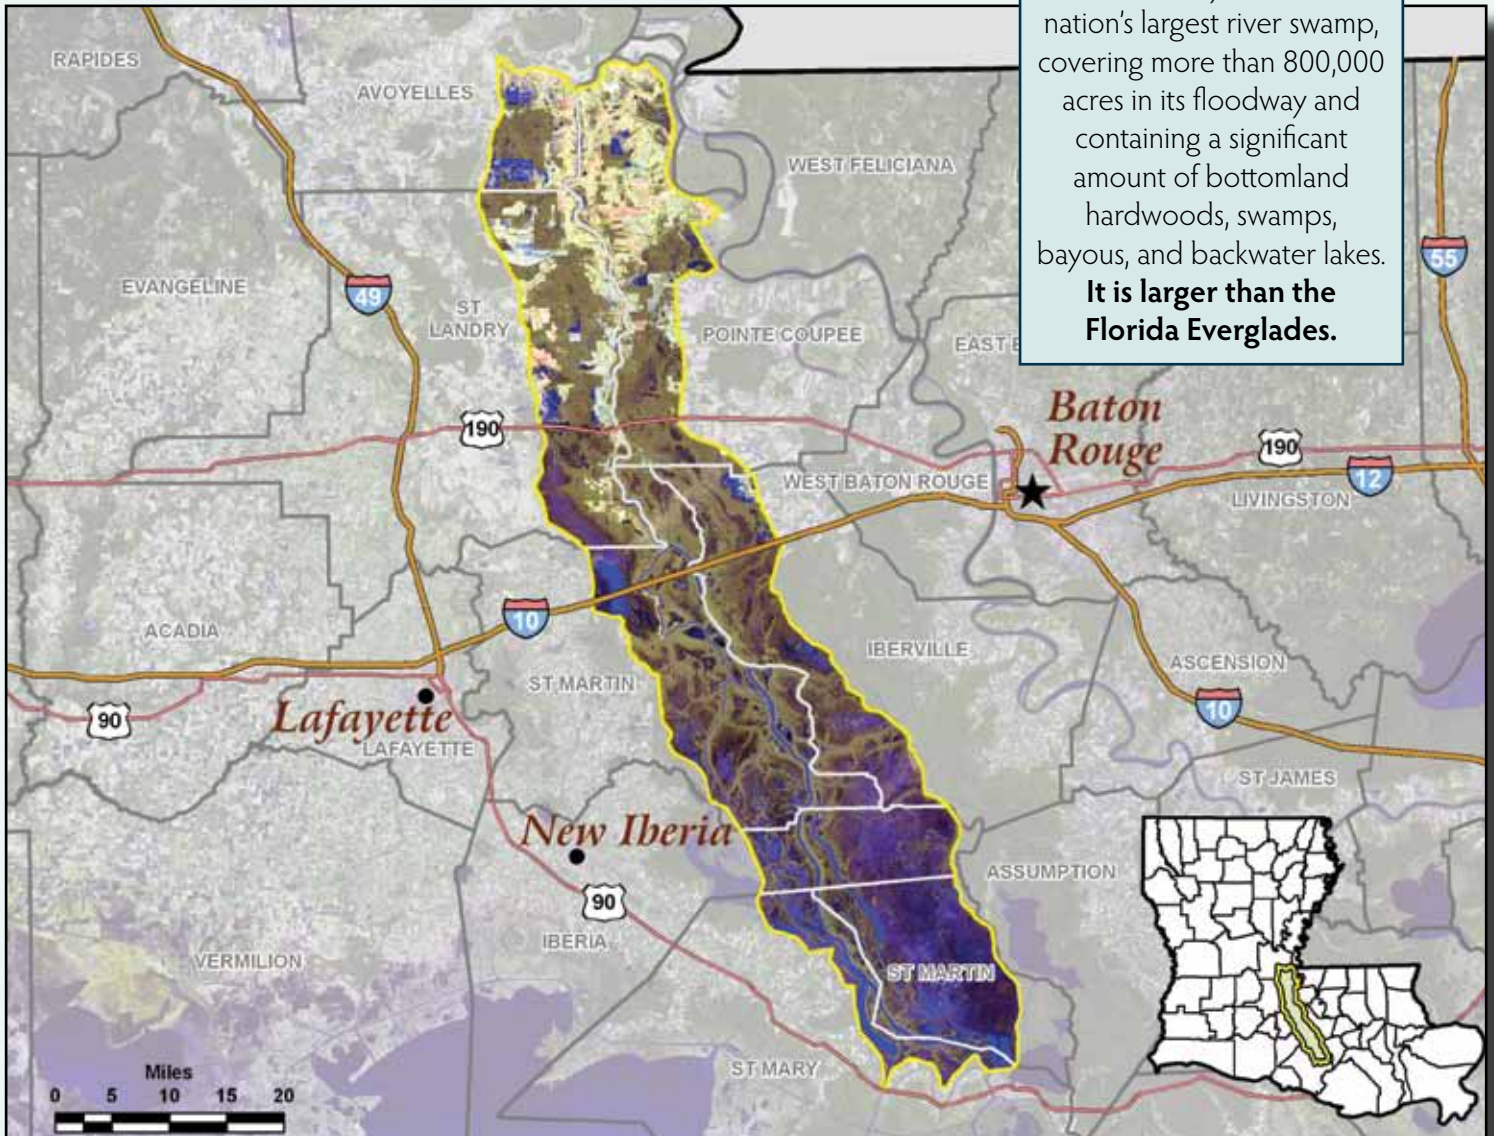 nation's largest river swamp,
covering more than 800,000
acres in its floodway and
containing a significant
amount of bottomland
hardwoods, swamps,
bayous, and backwater lakes.
It is larger than the
Florida Everglades.
RAPIDES
AVOYELLES
WEST FELICIANA
EVANGELINE
49
55
ST
LANDRY
POINTE COUPEE
EAST
Baton
Rouge
190
190
WEST BATON ROUGE
12
LIVINGSTON
10
ACADIA
IBERVILLE
ASCENSION
ST MARTIN
90
Lafayette
LAFAYETTE
10
ST JAMES
New Iberia
90
ASSUMPTION
IBERIA
VERMILION
ST MARTIN
ST MARY
Miles
0 5 10 15 20